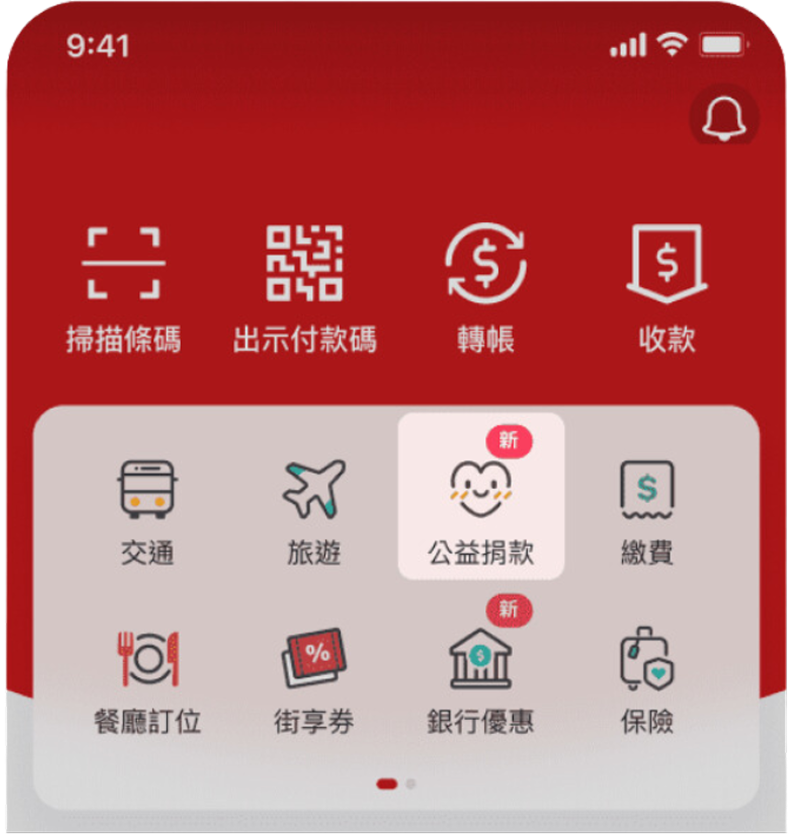 9:41
掃描條碼 出示付款碼 轉帳 收款
新
交通 旅遊 公益捐款 繳費
新
餐廳訂位 街享券 銀行優惠 保險